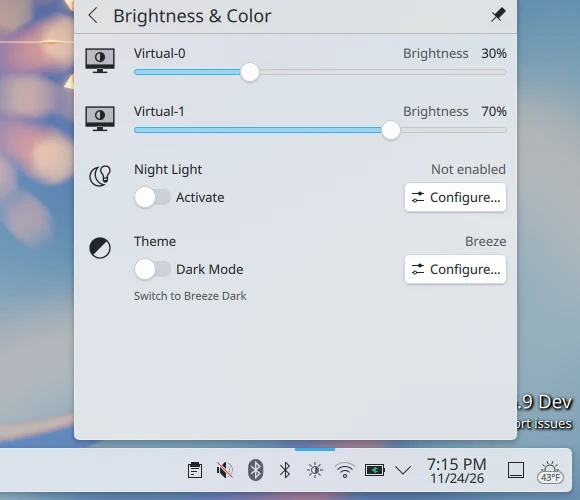 Brightness & Color
Virtual-0 Brightness 30%
Virtual-1 Brightness 70%
Night Light Not enabled
Activate Configure...
Theme Breeze
Dark Mode Configure...
Switch to Breeze Dark
.9 Dev
issues
7:15 PM
11/24/26
43°F